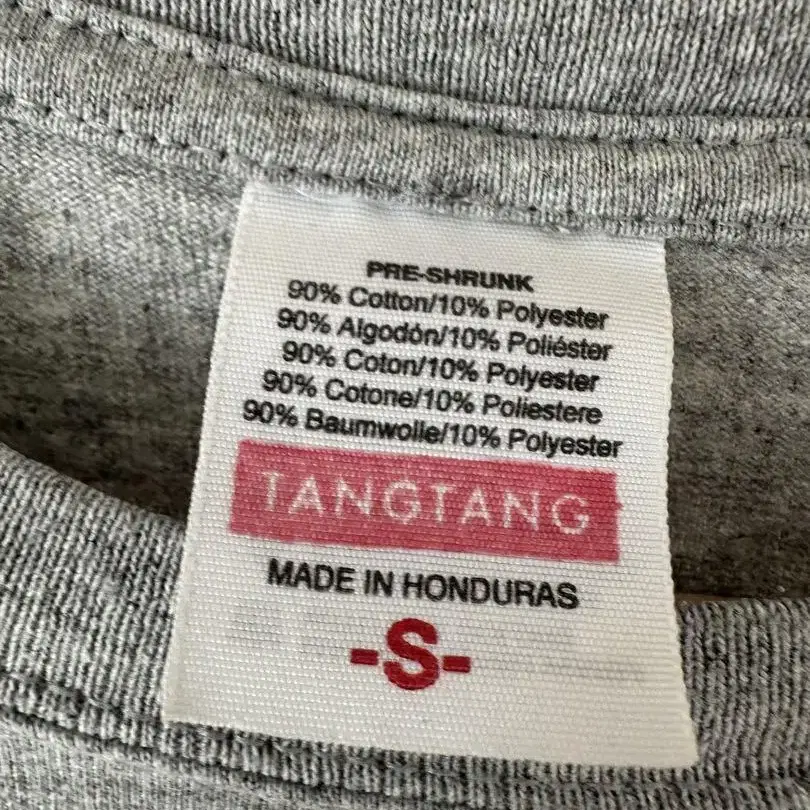 PRE-SHRUNK
90% Cotton/10% Polyester
90% Algodón/10% Poliéster
90% Coton/10% Polyester
90% Cotone/10% Poliestere
90% Baumwolle/10% Polyester
TANGTANG
MADE IN HONDURAS
-S-